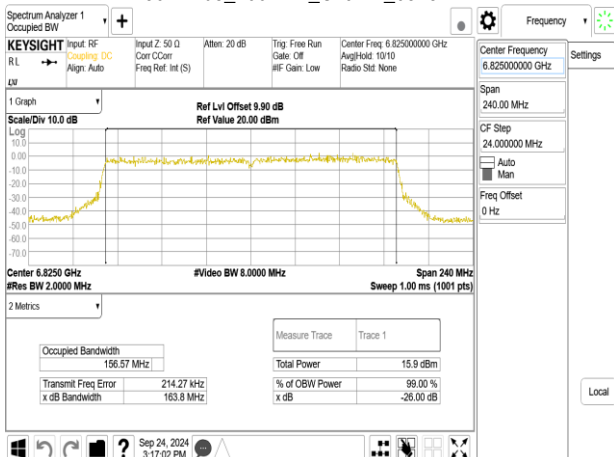 Spectrum Analyzer 1
Occupied BW
Frequency
KEYSIGHT
RL
LXI
Input: RF
Coupling: DC
Align: Auto
Input Z: 50 Ω
Corr CCorr
Freq Ref: Int (S)
Atten: 20 dB
Trig: Free Run
Gate: Off
#IF Gain: Low
Center Freq: 6.825000000 GHz
Avg|Hold: 10/10
Radio Std: None
Center Frequency
6.825000000 GHz
Settings
Span
240.00 MHz
CF Step
24.000000 MHz
Auto
Man
Freq Offset
0 Hz
Local
1 Graph
Scale/Div 10.0 dB
Ref Lvl Offset 9.90 dB
Ref Value 20.00 dBm
Log
10.0
0.00
-10.0
-20.0
-30.0
-40.0
-50.0
-60.0
-70.0
Center 6.8250 GHz
#Video BW 8.0000 MHz
Span 240 MHz
#Res BW 2.0000 MHz
Sweep 1.00 ms (1001 pts)
2 Metrics
Measure Trace
Trace 1
Occupied Bandwidth
156.57 MHz
Total Power
15.9 dBm
Transmit Freq Error
214.27 kHz
% of OBW Power
99.00 %
x dB Bandwidth
163.8 MHz
x dB
-26.00 dB
Sep 24, 2024
3:17:02 PM